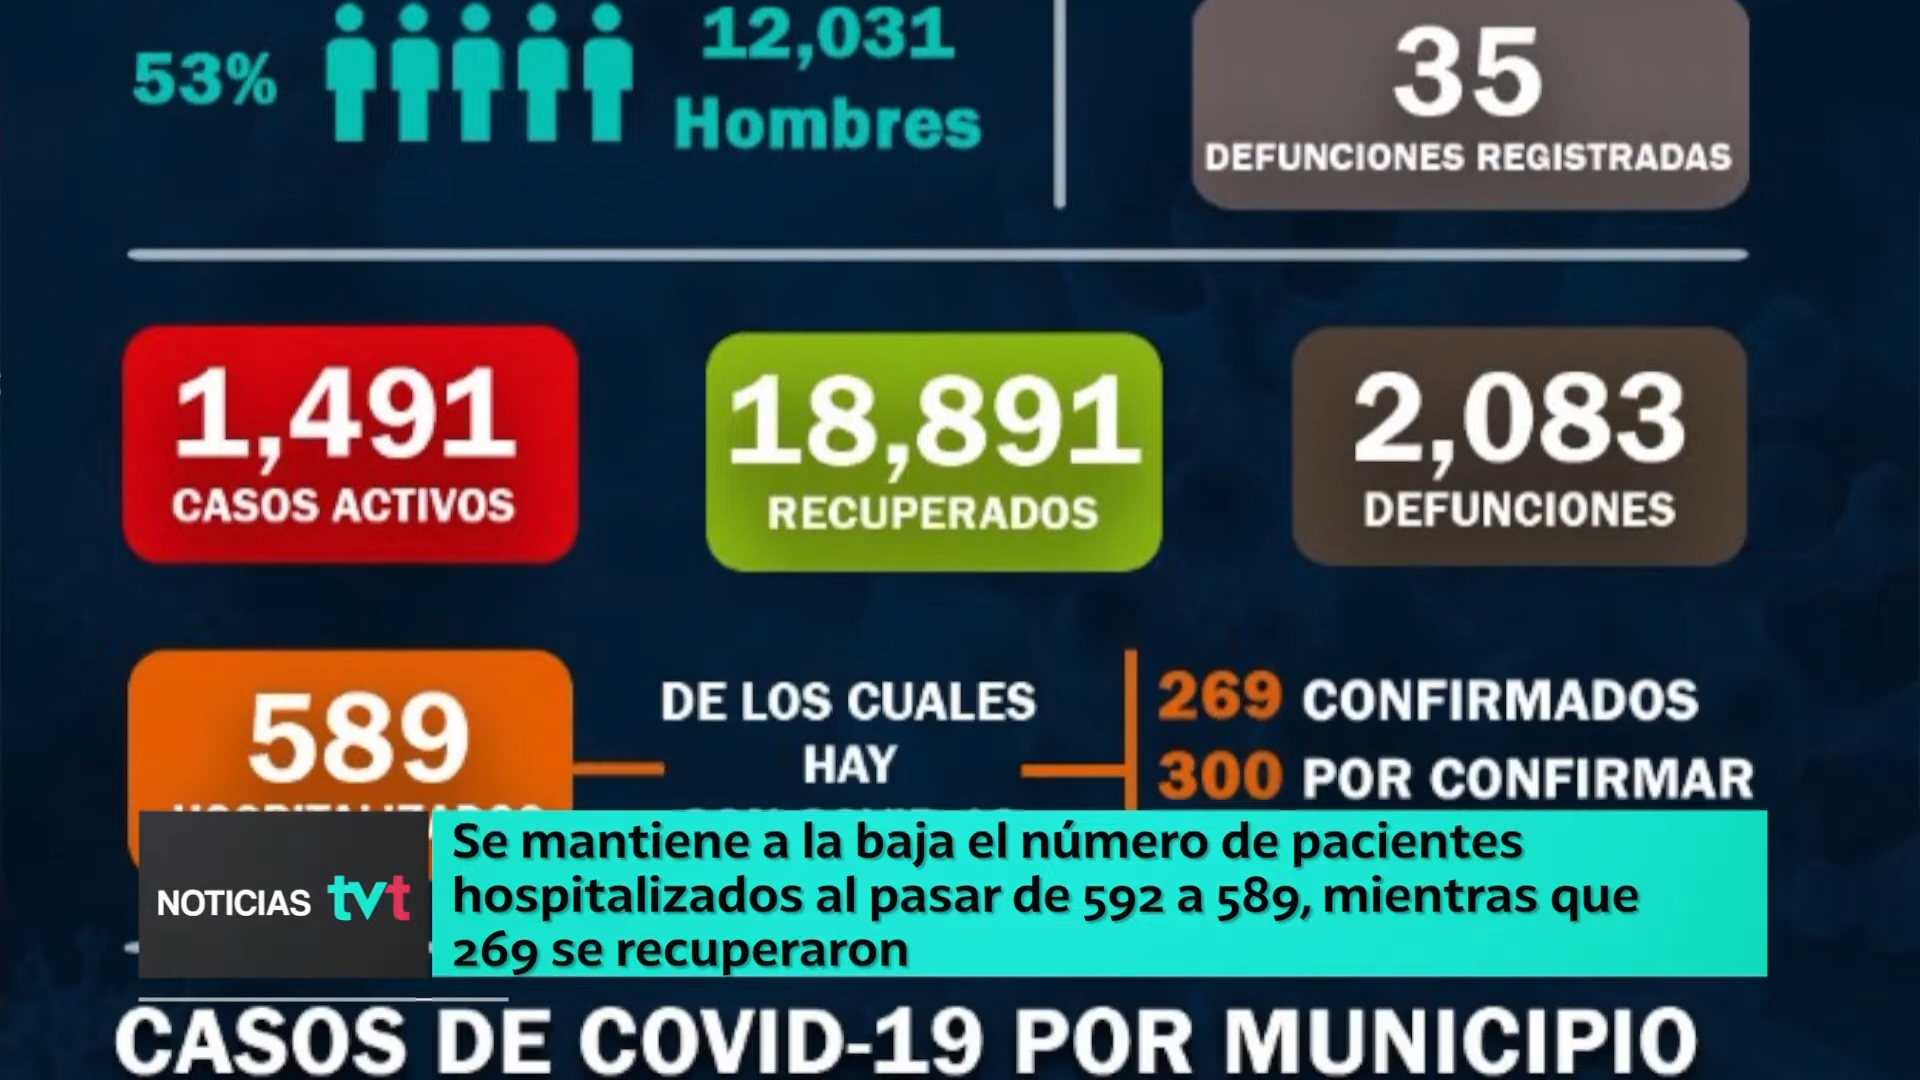 53%
12,031
Hombres
35
DEFUNCIONES REGISTRADAS
1,491
CASOS ACTIVOS
18,891
RECUPERADOS
2,083
DEFUNCIONES
589
HOSPITALIZADOS
DE LOS CUALES
HAY
269 CONFIRMADOS
300 POR CONFIRMAR
NOTICIAS tvt
Se mantiene a la baja el número de pacientes
hospitalizados al pasar de 592 a 589, mientras que
269 se recuperaron
CASOS DE COVID-19 POR MUNICIPIO